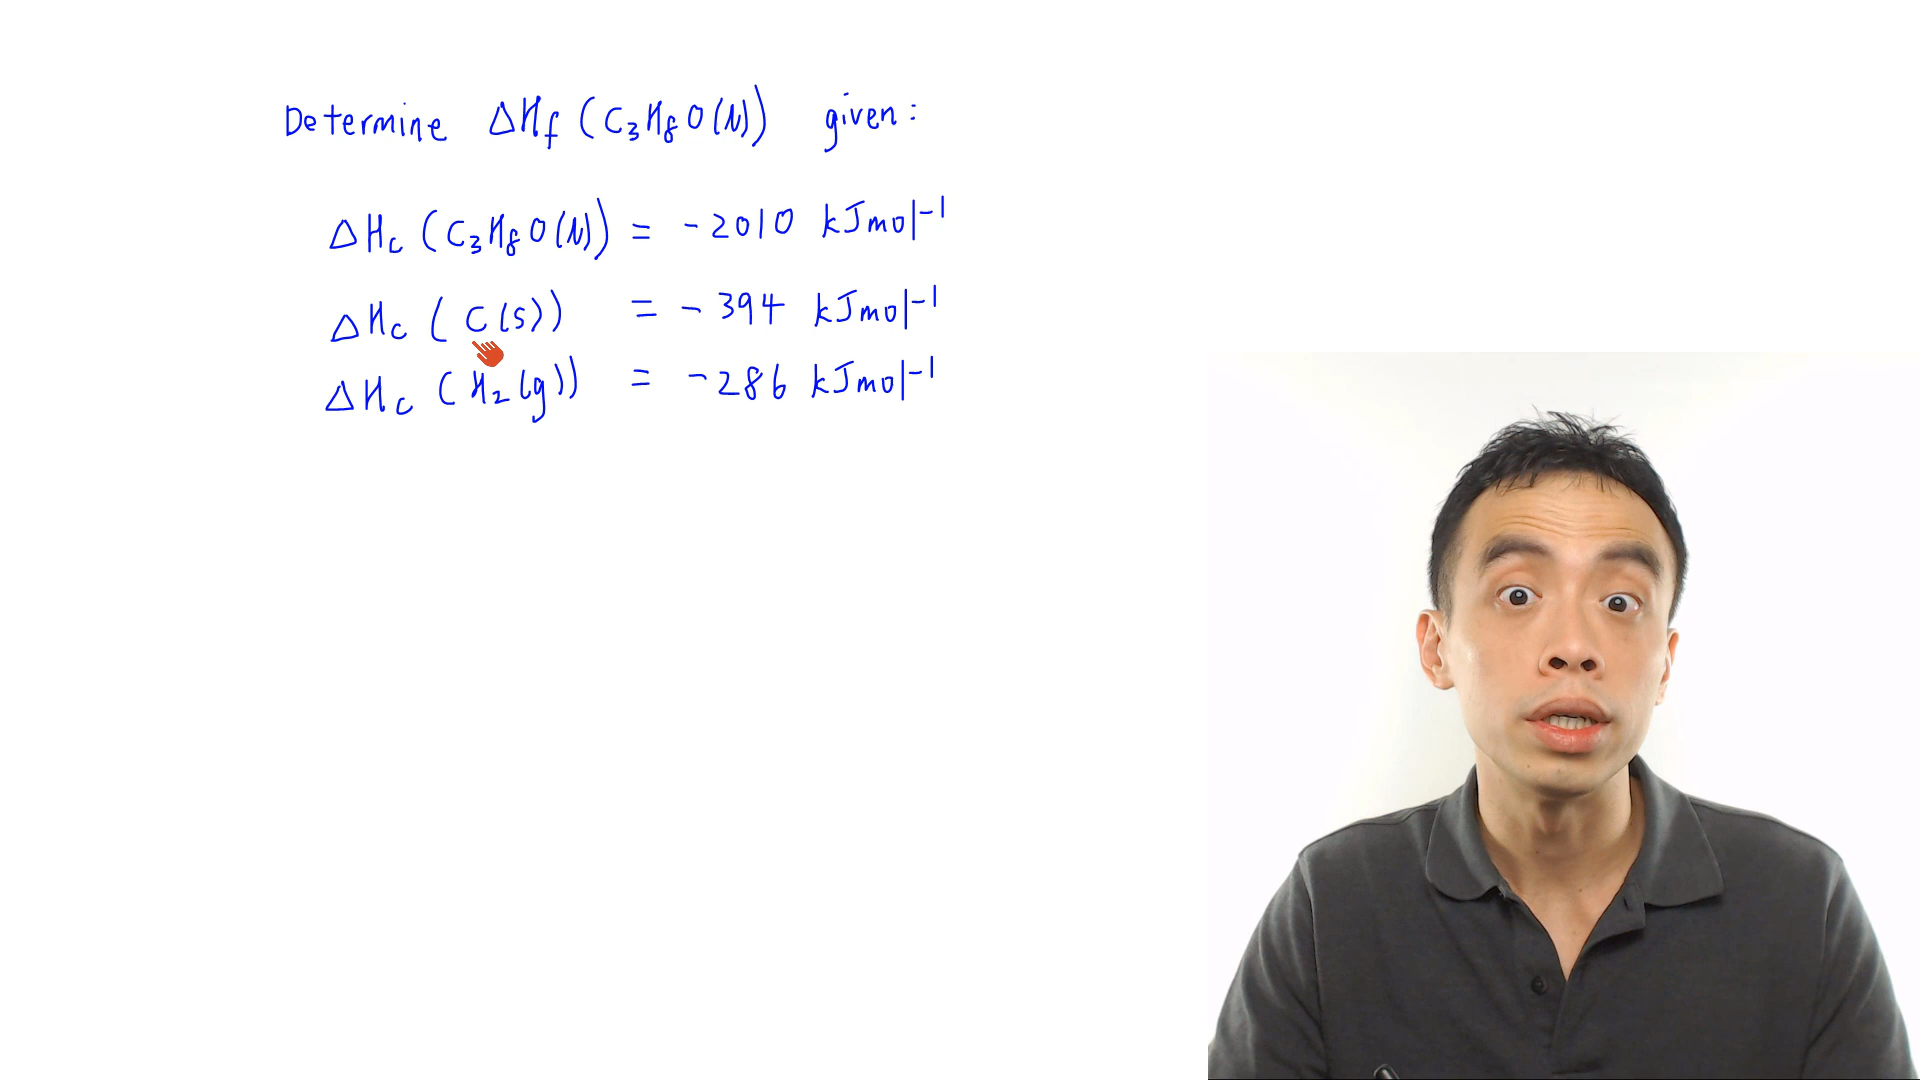 Determine ΔHf (C₃H₈O(l)) given:
ΔHc (C₃H₈O(l)) = -2010 kJmol⁻¹
ΔHc (C(s)) = -394 kJmol⁻¹
ΔHc (H₂(g)) = -286 kJmol⁻¹